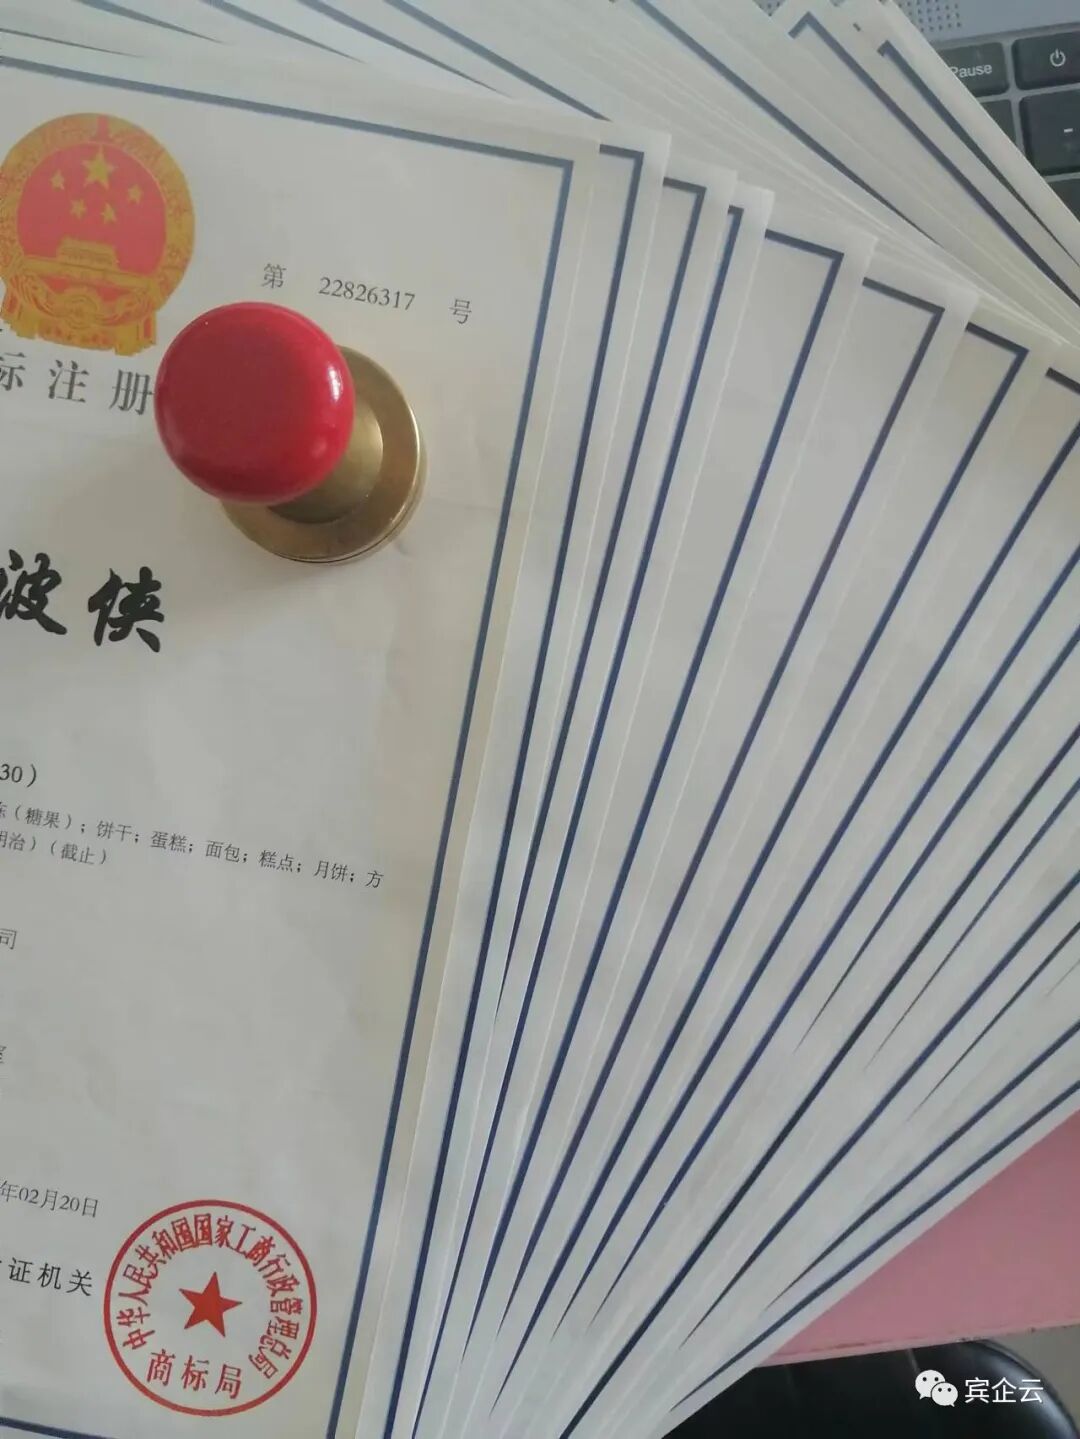 Pause
第 22826317 号
标注册
波侠
30）
冻（糖果）；饼干；蛋糕；面包；糕点；月饼；方
明治）（截止）
司
年02月20日
证机关
中华人民共和国国家工商行政管理总局
商标局
宾企云